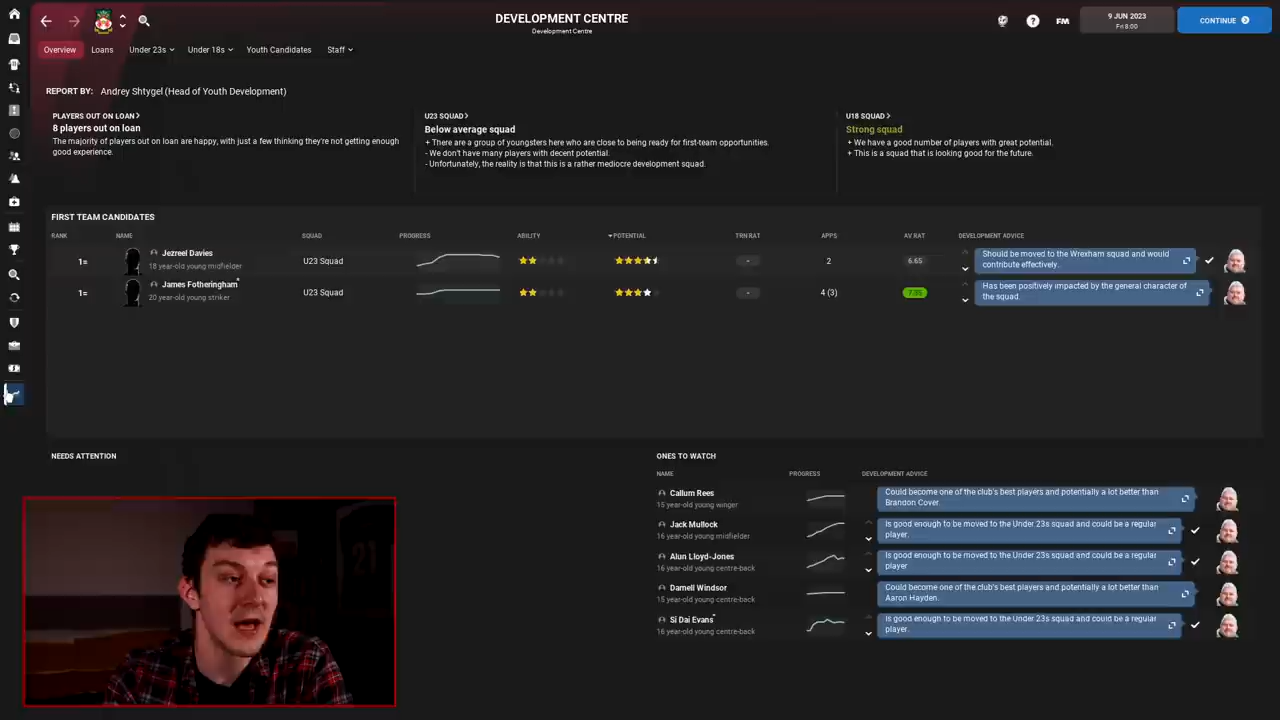 DEVELOPMENT CENTRE
Development Centre
FM
9 JUN 2023
Fri 8:00
CONTINUE
Overview
Loans
Under 23s
Under 18s
Youth Candidates
Staff
REPORT BY: Andrey Shtygel (Head of Youth Development)
PLAYERS OUT ON LOAN
8 players out on loan
The majority of players out on loan are happy, with just a few thinking they're not getting enough
good experience.
U23 SQUAD
Below average squad
+ There are a group of youngsters here who are close to being ready for first-team opportunities.
- We don't have many players with decent potential.
- Unfortunately, the reality is that this is a rather mediocre development squad.
U18 SQUAD
Strong squad
+ We have a good number of players with great potential.
+ This is a squad that is looking good for the future.
FIRST TEAM CANDIDATES
RANK NAME SQUAD PROGRESS ABILITY POTENTIAL TRN RAT APPS AV RAT DEVELOPMENT ADVICE
1= Jezreel Davies U23 Squad - 2 6.65 Should be moved to the Wrexham squad and would
18 year-old young midfielder contribute effectively.
1= James Fotheringham U23 Squad - 4 (3) Has been positively impacted by the general character of
20 year-old young striker the squad.
NEEDS ATTENTION
ONES TO WATCH
NAME PROGRESS DEVELOPMENT ADVICE
Callum Rees Could become one of the club's best players and potentially a lot better than
15 year-old young winger Brandon Cover.
Jack Mullock Is good enough to be moved to the Under 23s squad and could be a regular
16 year-old young midfielder player.
Alun Lloyd-Jones Is good enough to be moved to the Under 23s squad and could be a regular
16 year-old young centre-back player
Darnell Windsor Could become one of the club's best players and potentially a lot better than
15 year-old young centre-back Aaron Hayden.
Si Dai Evans Is good enough to be moved to the Under 23s squad and could be a regular
16 year-old young centre-back player.
21